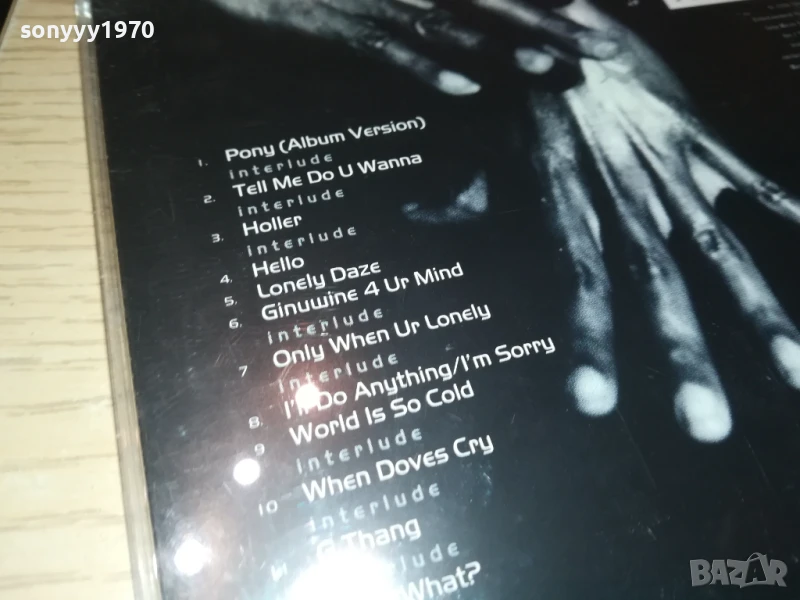 sonyyy1970
1. Pony (Album Version)
interlude
2. Tell Me Do U Wanna
interlude
3. Holler
interlude
4. Hello
5. Lonely Daze
6. Ginuwine 4 Ur Mind
interlude
7 Only When Ur Lonely
interlude
8. I'll Do Anything/I'm Sorry
9 World Is So Cold
interlude
10 When Doves Cry
interlude
G Thang
interlude
What?
BAZAR